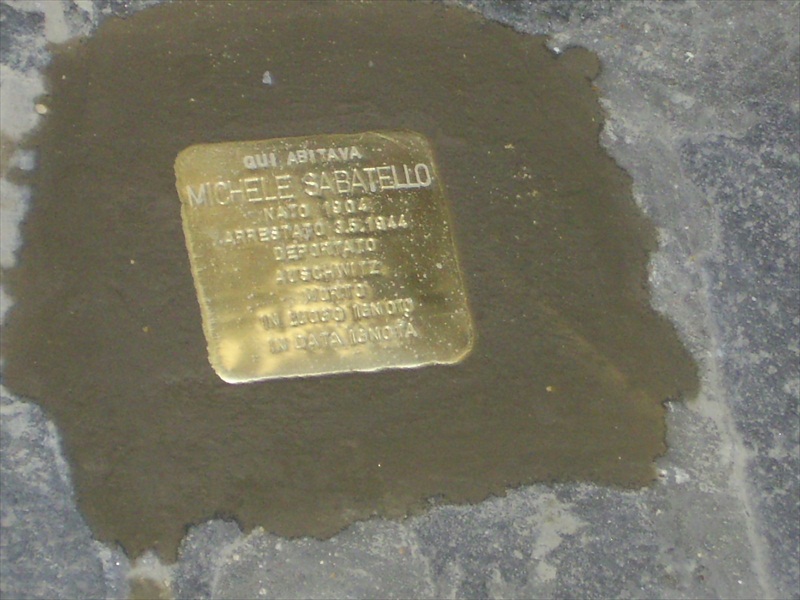 QUI ABITAVA
MICHELE SABATELLO
NATO 1904
ARRESTATO 3.5.1944
DEPORTATO
AUSCHWITZ
MORTO
IN LUOGO IGNOTO
IN DATA IGNOTA